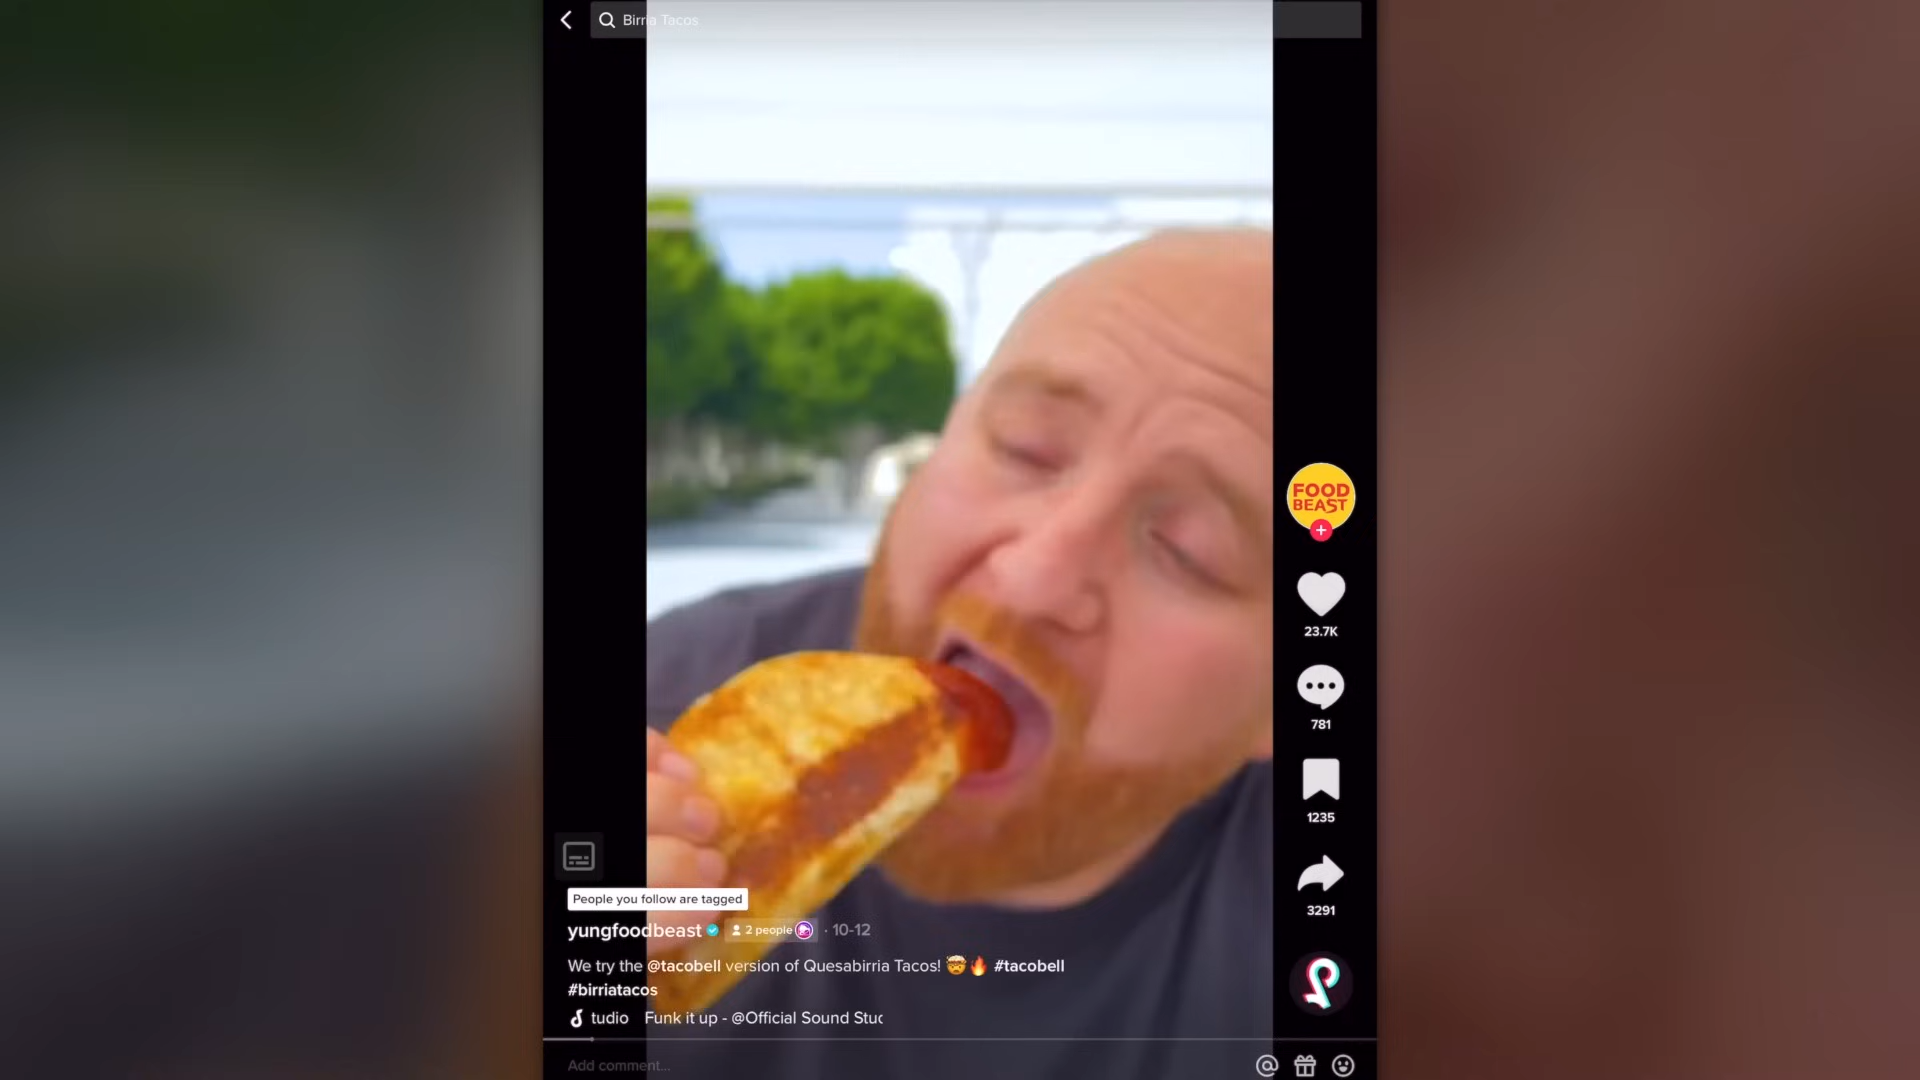 Birria Tacos
FOOD
BEAST
23.7K
781
1235
3291
People you follow are tagged
yungfoodbeast 2 people · 10-12
We try the @tacobell version of Quesabirria Tacos! 🤯🔥 #tacobell
#birriatacos
tudio Funk it up - @Official Sound Stuc
Add comment...